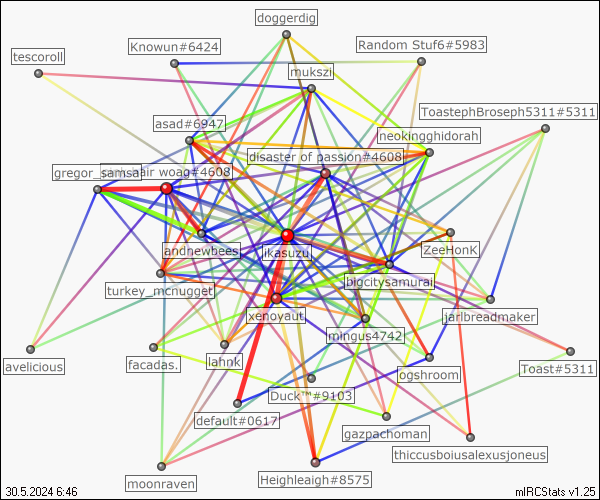 doggerdig
Knowun#6424
Random Stuf6#5983
tescoroll
mukszi
ToastephBroseph5311#5311
asad#6947
neokingghidorah
disaster of passion#4608
gregor_samsa!
air woag#4608
andnewbees
ikasuzu
ZeeHonK
bigcitysamurai
turkey_mcnugget
xenoyaut
jarlbreadmaker
mingus4742
avelicious
facadas.
lahnk
ogshroom
Toast#5311
Duck™#9103
default#0617
gazpachoman
thiccusboiusalexusjoneus
moonraven
Heighleaigh#8575
30.5.2024 6:46
mIRCStats v1.25